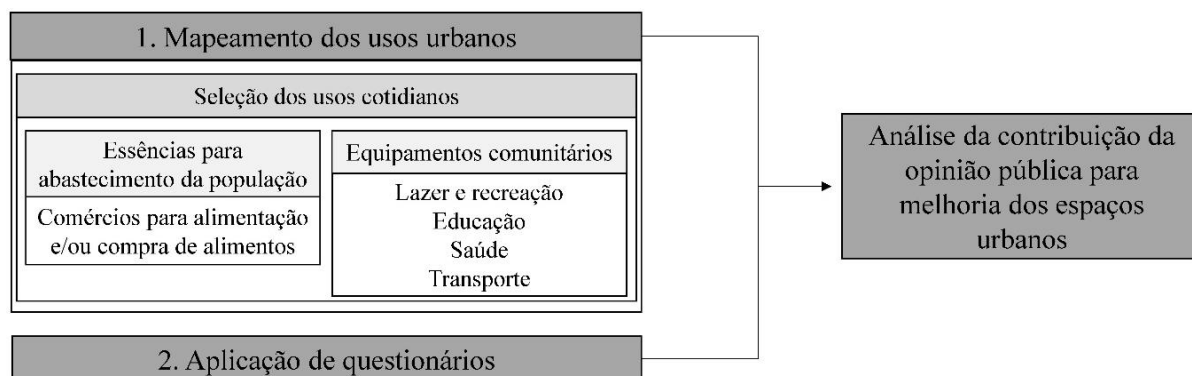 1. Mapeamento dos usos urbanos
Seleção dos usos cotidianos
Essências para
abastecimento da população
Comércios para alimentação
e/ou compra de alimentos
Equipamentos comunitários
Lazer e recreação
Educação
Saúde
Transporte
2. Aplicação de questionários
Análise da contribuição da
opinião pública para
melhoria dos espaços
urbanos